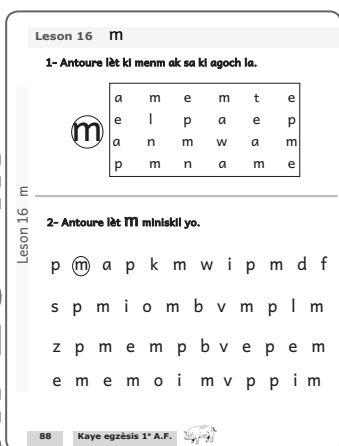 Leson 16 m
1- Antoure lèt ki menm ak sa ki agoch la.
m
a m e m t e
e l p a e p
a n m w a m
p m n a m e
Leson 16 m
2- Antoure lèt m miniskil yo.
p m a p k m w i p m d f
s p m i o m b v m p l m
z p m e m p b v e p e m
e m e m o i m v p p i m
88 Kaye egzèsis 1e A.F.